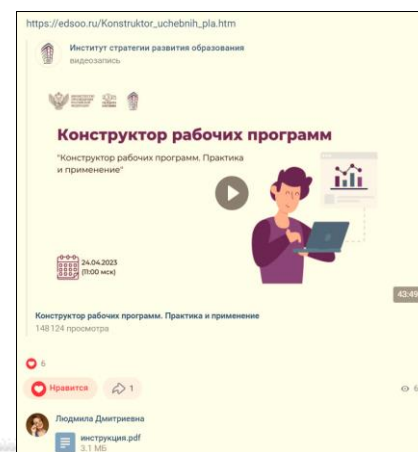 https://edsoo.ru/Konstruktor_uchebnih_pla.htm
Институт стратегии развития образования
видеозапись
Конструктор рабочих программ
"Конструктор рабочих программ. Практика
и применение"
24.04.2023
(11:00 мск)
43:49
Конструктор рабочих программ. Практика и применение
148 124 просмотра
6
Нравится
1
6
Людмила Дмитриевна
инструкция.pdf
3.1 МБ